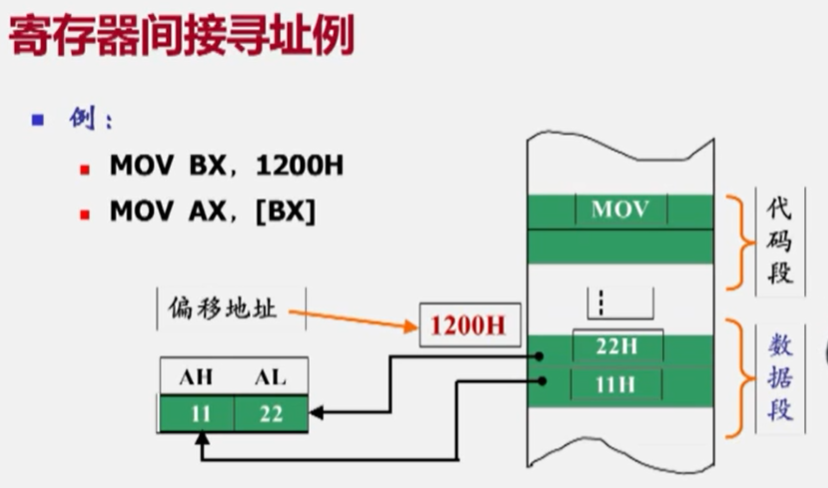 寄存器间接寻址例
例：
MOV BX，1200H
MOV AX，[BX]
MOV
代码段
偏移地址
1200H
22H
11H
数据段
AH AL
11 22